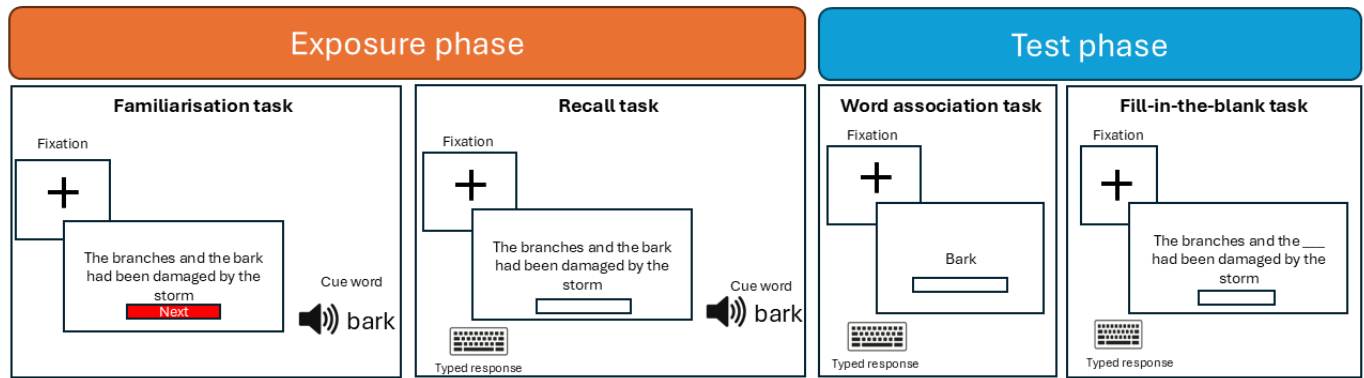 Exposure phase
Test phase
Familiarisation task
Fixation
The branches and the bark
had been damaged by the
storm
Next
Cue word
bark
Recall task
Fixation
The branches and the bark
had been damaged by the
storm
Cue word
bark
Typed response
Word association task
Fixation
Bark
Typed response
Fill-in-the-blank task
Fixation
The branches and the ___
had been damaged by the
storm
Typed response